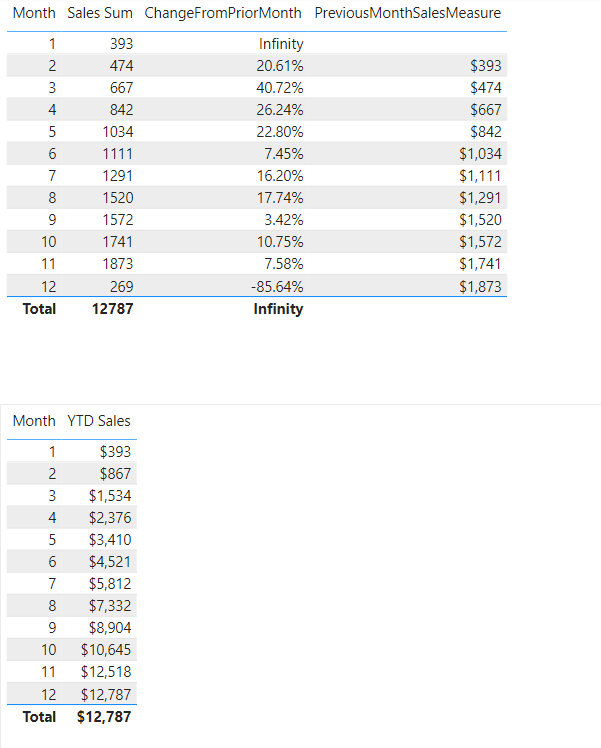 Month Sales Sum ChangeFromPriorMonth PreviousMonthSalesMeasure
1 393 Infinity
2 474 20.61% $393
3 667 40.72% $474
4 842 26.24% $667
5 1034 22.80% $842
6 1111 7.45% $1,034
7 1291 16.20% $1,111
8 1520 17.74% $1,291
9 1572 3.42% $1,520
10 1741 10.75% $1,572
11 1873 7.58% $1,741
12 269 -85.64% $1,873
Total 12787 Infinity
Month YTD Sales
1 $393
2 $867
3 $1,534
4 $2,376
5 $3,410
6 $4,521
7 $5,812
8 $7,332
9 $8,904
10 $10,645
11 $12,518
12 $12,787
Total $12,787